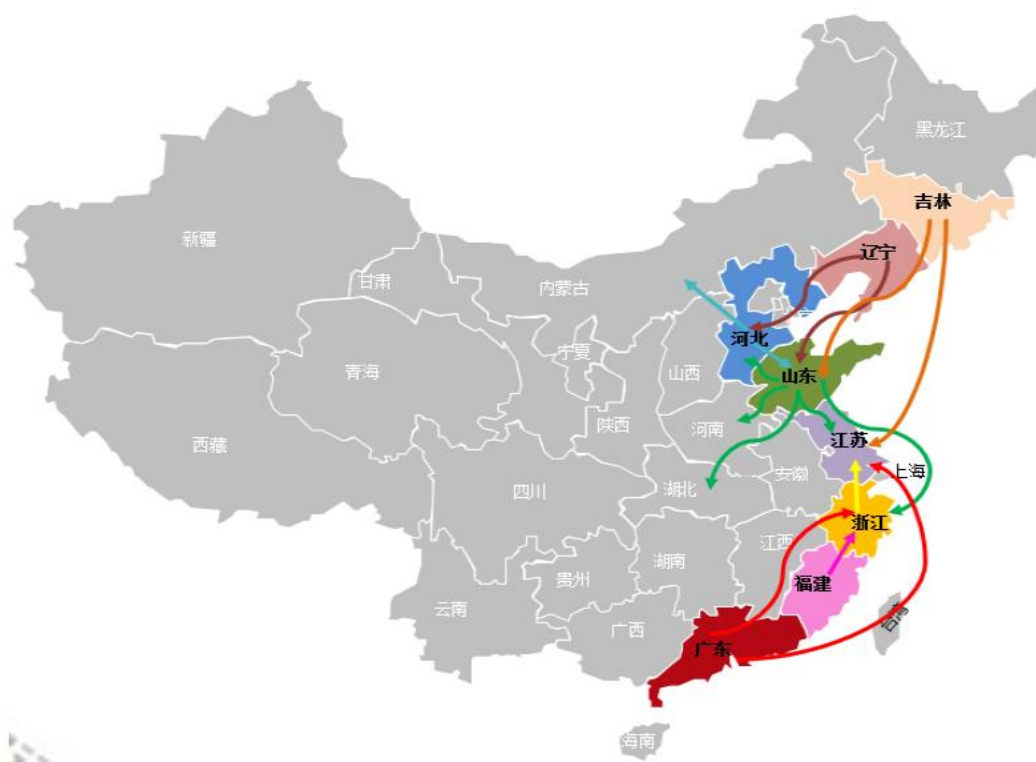 黑龙江
吉林
新疆
辽宁
甘肃
内蒙古
河北
宁夏
青海
山西
山东
陕西
河南
江苏
西藏
上海
安徽
四川
湖北
浙江
江西
湖南
贵州
福建
云南
台湾
广西
广东
海南